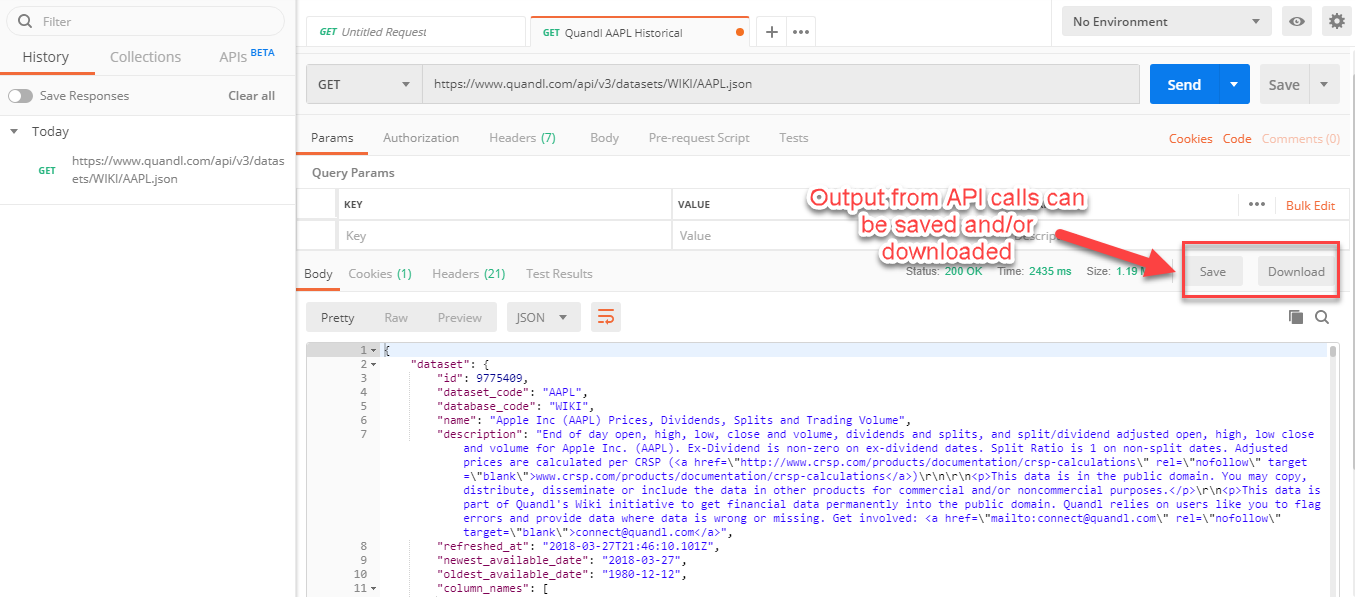 Filter
History Collections APIs BETA
Save Responses Clear all
Today
GET https://www.quandl.com/api/v3/datas
ets/WIKI/AAPL.json
GET Untitled Request GET Quandl AAPL Historical
No Environment
GET https://www.quandl.com/api/v3/datasets/WIKI/AAPL.json Send Save
Params Authorization Headers (7) Body Pre-request Script Tests Cookies Code Comments (0)
Query Params
KEY VALUE Bulk Edit
Key Value
Output from API calls can
be saved and/or
downloaded
Body Cookies (1) Headers (21) Test Results Status: 200 OK Time: 2435 ms Size: 1.19 Save Download
Pretty Raw Preview JSON
1 {
2 "dataset": {
3 "id": 9775409,
4 "dataset_code": "AAPL",
5 "database_code": "WIKI",
6 "name": "Apple Inc (AAPL) Prices, Dividends, Splits and Trading Volume",
7 "description": "End of day open, high, low, close and volume, dividends and splits, and split/dividend adjusted open, high, low close
and volume for Apple Inc. (AAPL). Ex-Dividend is non-zero on ex-dividend dates. Split Ratio is 1 on non-split dates. Adjusted
prices are calculated per CRSP (<a href=\"http://www.crsp.com/products/documentation/crsp-calculations\" rel=\"nofollow\" target
=\"blank\">www.crsp.com/products/documentation/crsp-calculations</a>)\r\n\r\n<p>This data is in the public domain. You may copy,
distribute, disseminate or include the data in other products for commercial and/or noncommercial purposes.</p>\r\n<p>This data is
part of Quandl's Wiki initiative to get financial data permanently into the public domain. Quandl relies on users like you to flag
errors and provide data where data is wrong or missing. Get involved: <a href=\"mailto:connect@quandl.com\" rel=\"nofollow\"
target=\"blank\">connect@quandl.com</a>",
8 "refreshed_at": "2018-03-27T21:46:10.101Z",
9 "newest_available_date": "2018-03-27",
10 "oldest_available_date": "1980-12-12",
11 "column_names": [